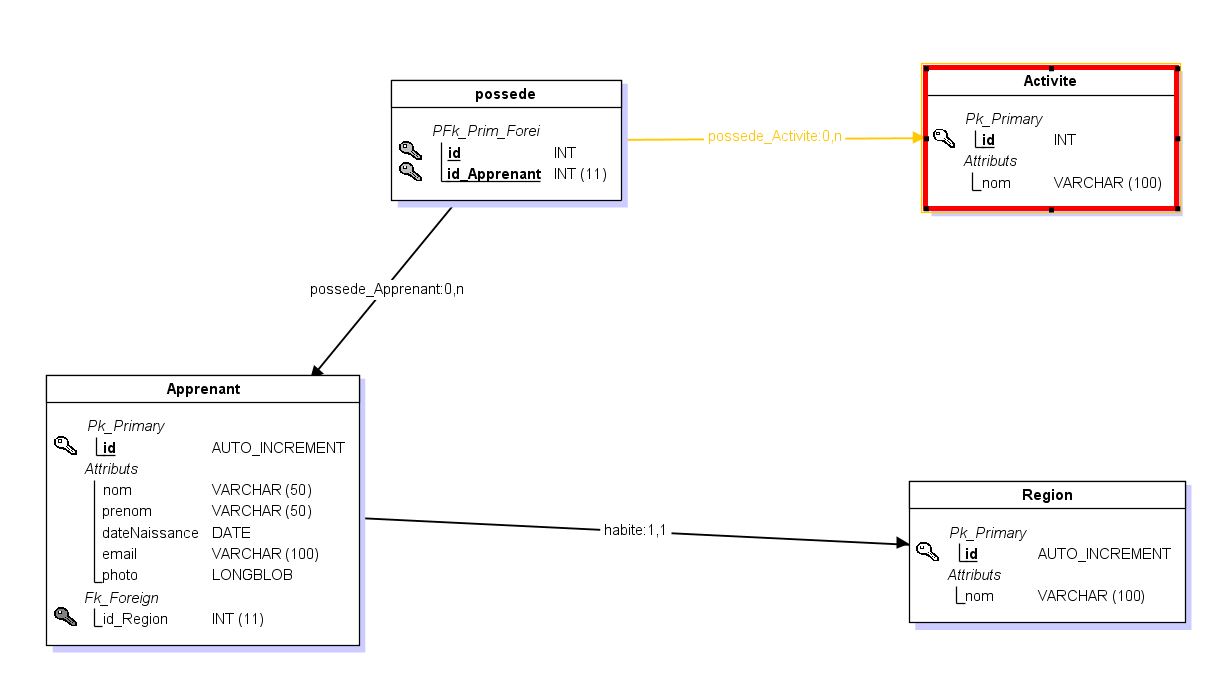 possede
PFk_Prim_Forei
id INT
id_Apprenant INT (11)
possede_Activite:0,n
Activite
Pk_Primary
id INT
Attributs
nom VARCHAR (100)
possede_Apprenant:0,n
Apprenant
Pk_Primary
id AUTO_INCREMENT
Attributs
nom VARCHAR (50)
prenom VARCHAR (50)
dateNaissance DATE
email VARCHAR (100)
photo LONGBLOB
Fk_Foreign
id_Region INT (11)
habite:1,1
Region
Pk_Primary
id AUTO_INCREMENT
Attributs
nom VARCHAR (100)